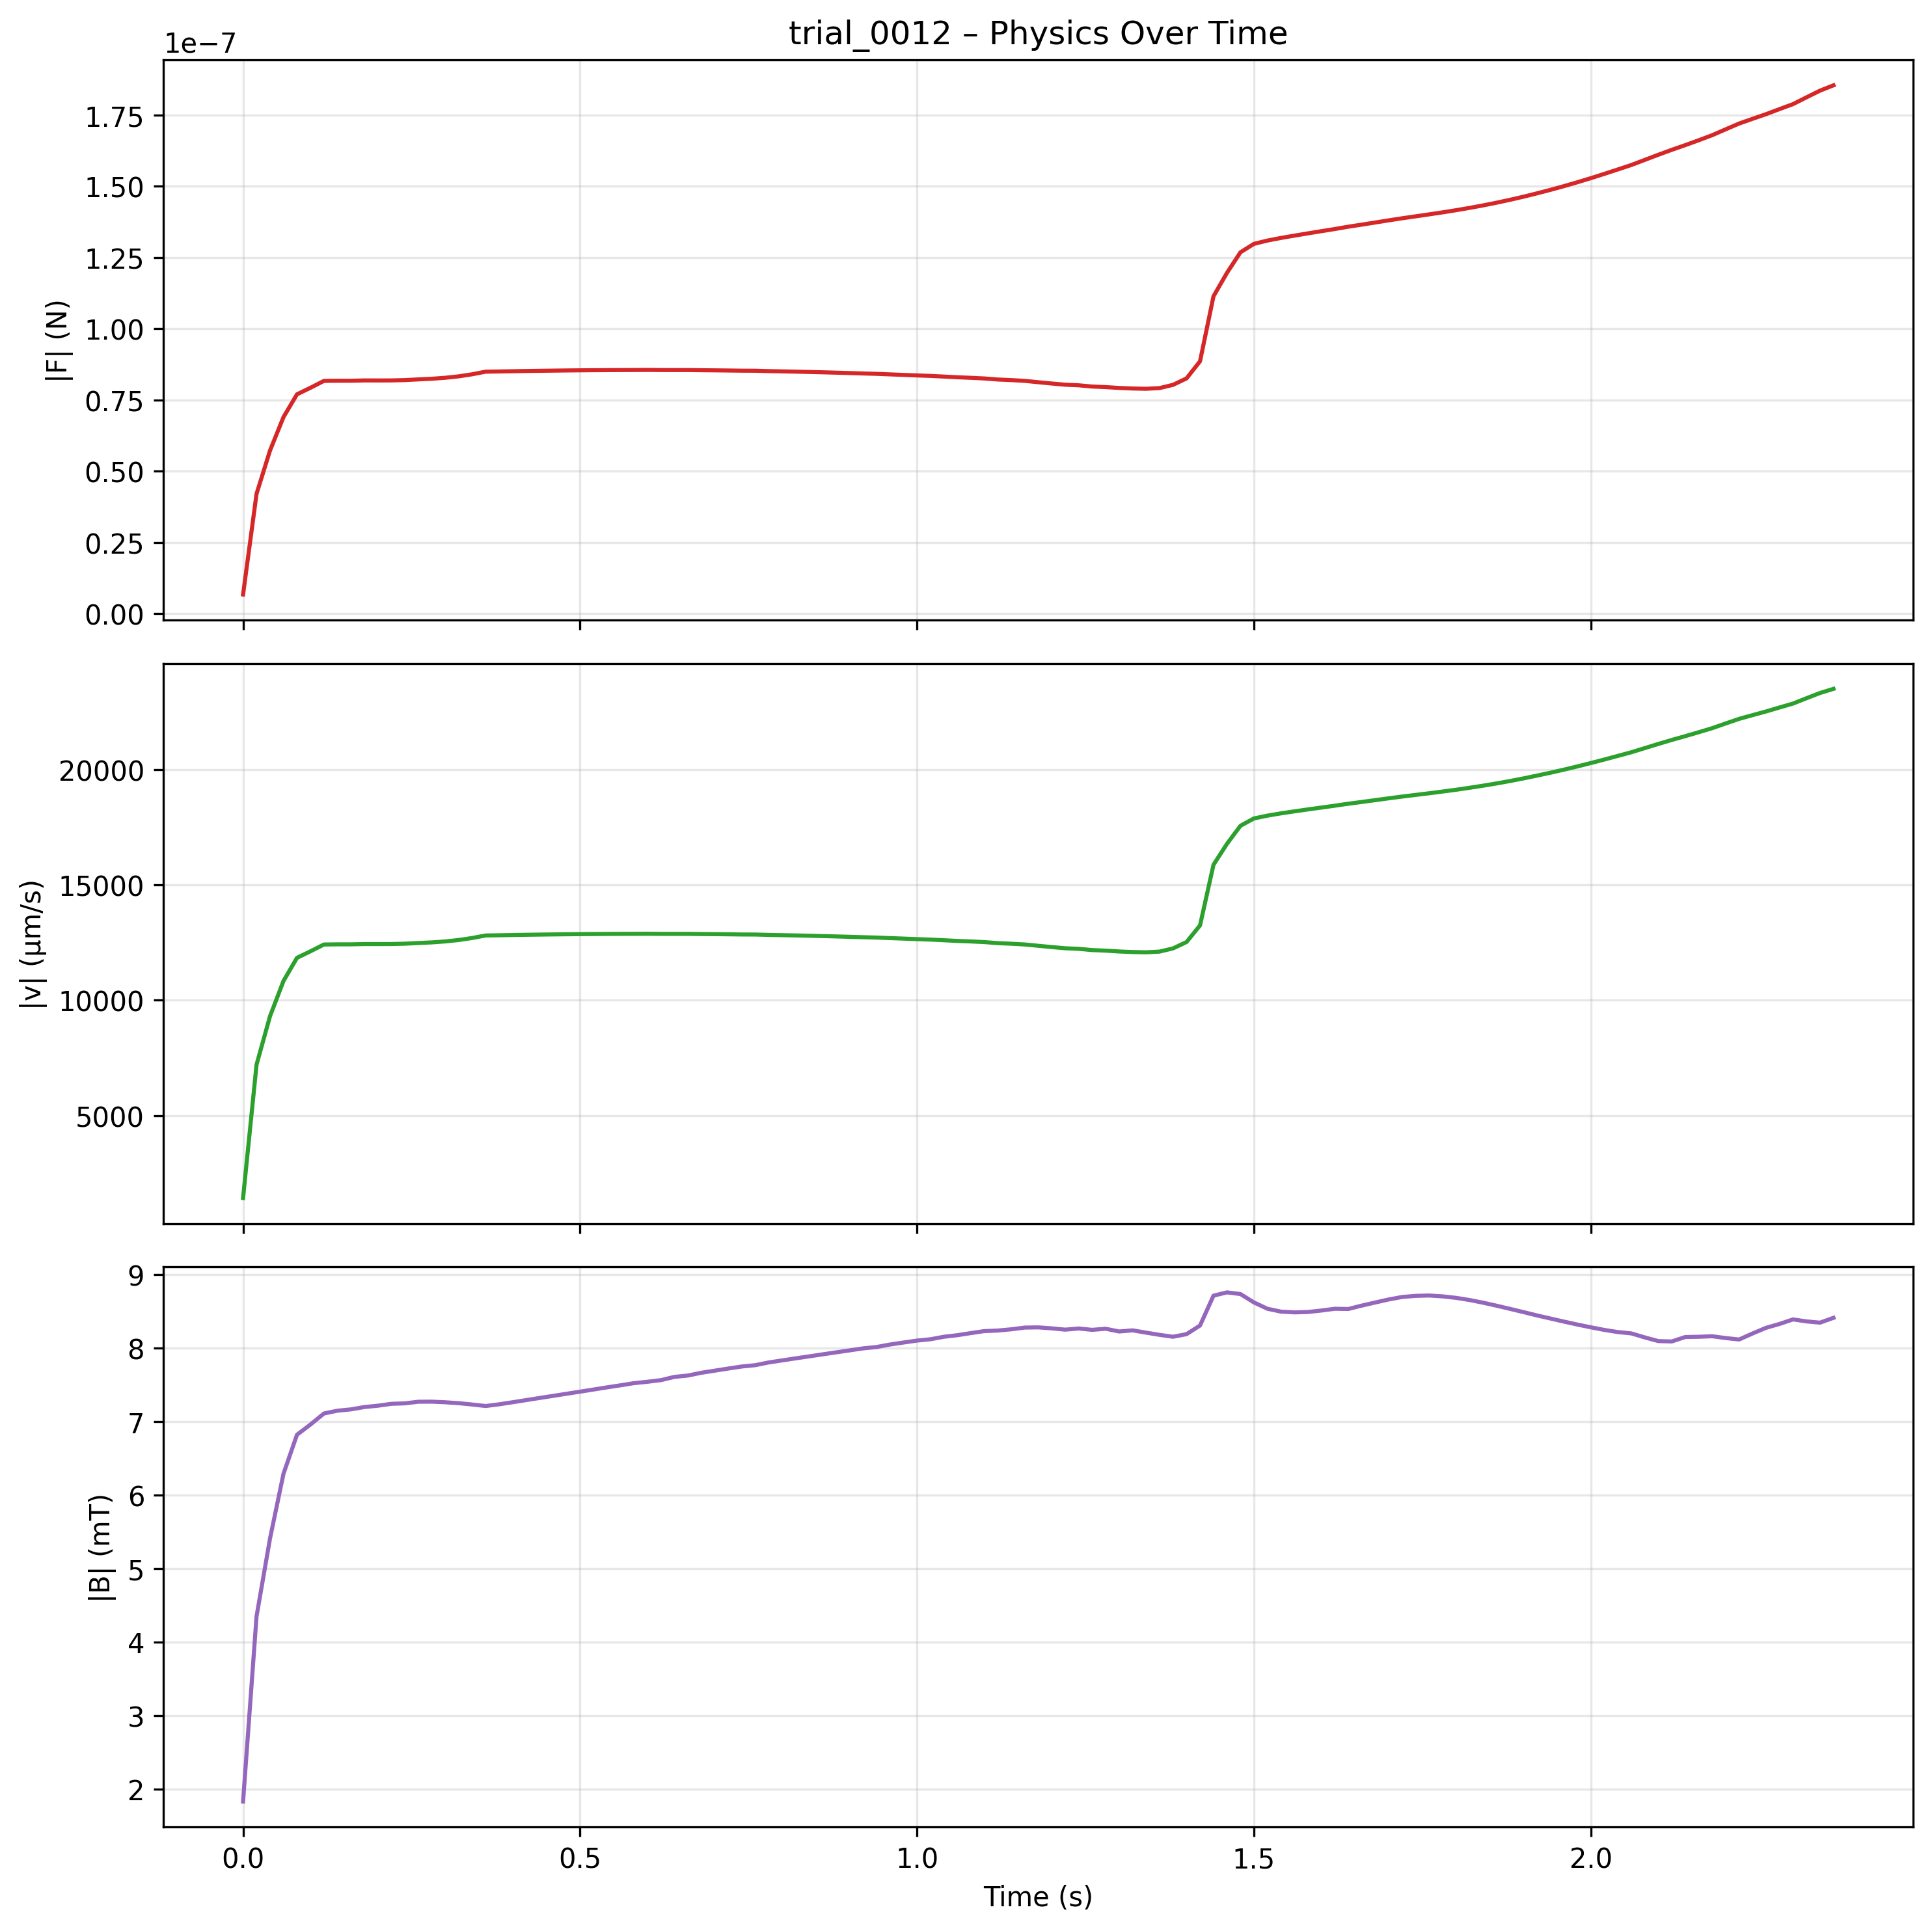 trial_0012 – Physics Over Time
1e−7
|F| (N)
1.75
1.50
1.25
1.00
0.75
0.50
0.25
0.00
|v| (μm/s)
20000
15000
10000
5000
|B| (mT)
9
8
7
6
5
4
3
2
0.0 0.5 1.0 1.5 2.0
Time (s)